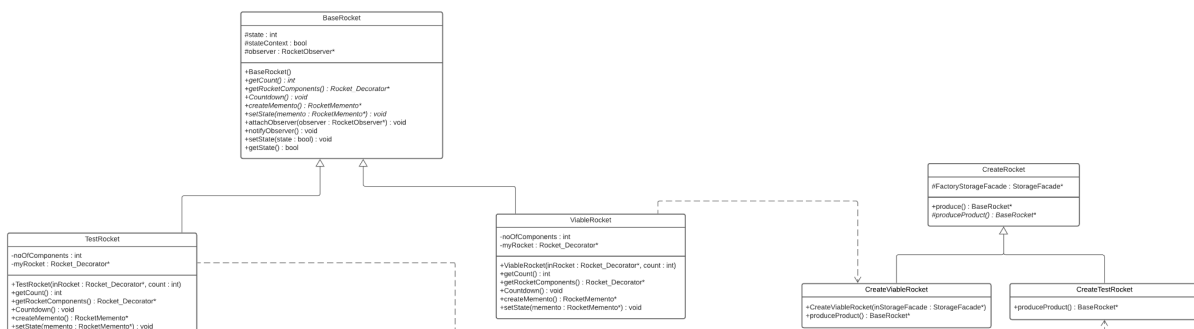 BaseRocket
#state : int
#stateContext : bool
#observer : RocketObserver*
+BaseRocket()
+getCount() : int
+getRocketComponents() : Rocket_Decorator*
+Countdown() : void
+createMemento() : RocketMemento*
+setState(memento : RocketMemento*) : void
+attachObserver(observer : RocketObserver*) : void
+notifyObserver() : void
+setState(state : bool) : void
+getState() : bool
CreateRocket
#FactoryStorageFacade : StorageFacade*
+produce() : BaseRocket*
#produceProduct() : BaseRocket*
ViableRocket
-noOfComponents : int
-myRocket : Rocket_Decorator*
+ViableRocket(inRocket : Rocket_Decorator*, count : int)
+getCount() : int
+getRocketComponents() : Rocket_Decorator*
+Countdown() : void
+createMemento() : RocketMemento*
+setState(memento : RocketMemento*) : void
TestRocket
-noOfComponents : int
-myRocket : Rocket_Decorator*
+TestRocket(inRocket : Rocket_Decorator*, count : int)
+getCount() : int
+getRocketComponents() : Rocket_Decorator*
+Countdown() : void
+createMemento() : RocketMemento*
+setState(memento : RocketMemento*) : void
CreateViableRocket
+CreateViableRocket(inStorageFacade : StorageFacade*)
+produceProduct() : BaseRocket*
CreateTestRocket
+produceProduct() : BaseRocket*